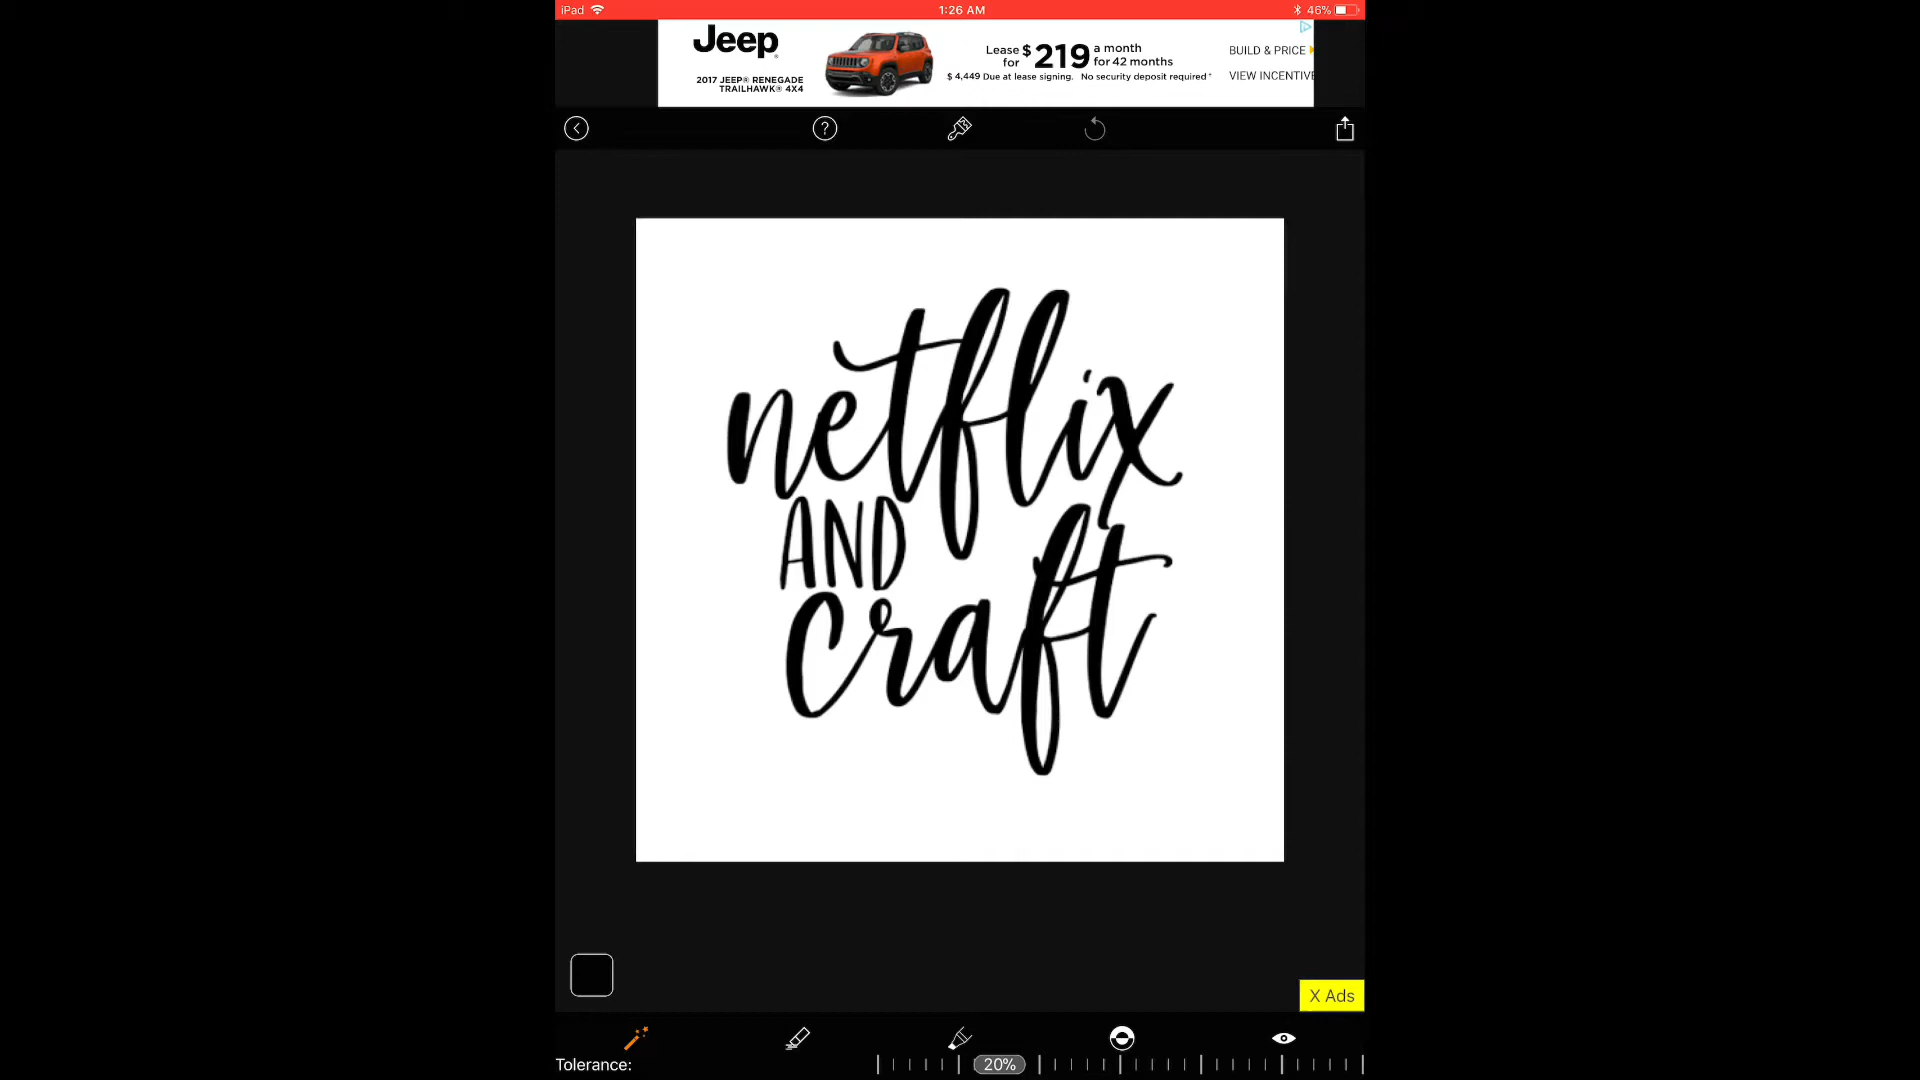 iPad 1:26 AM 46%
Jeep
2017 JEEP® RENEGADE
TRAILHAWK® 4X4
Lease for $219 a month for 42 months
$4,449 Due at lease signing. No security deposit required*
BUILD & PRICE
VIEW INCENTIVE
?
netflix
AND
craft
X Ads
Tolerance: 20%